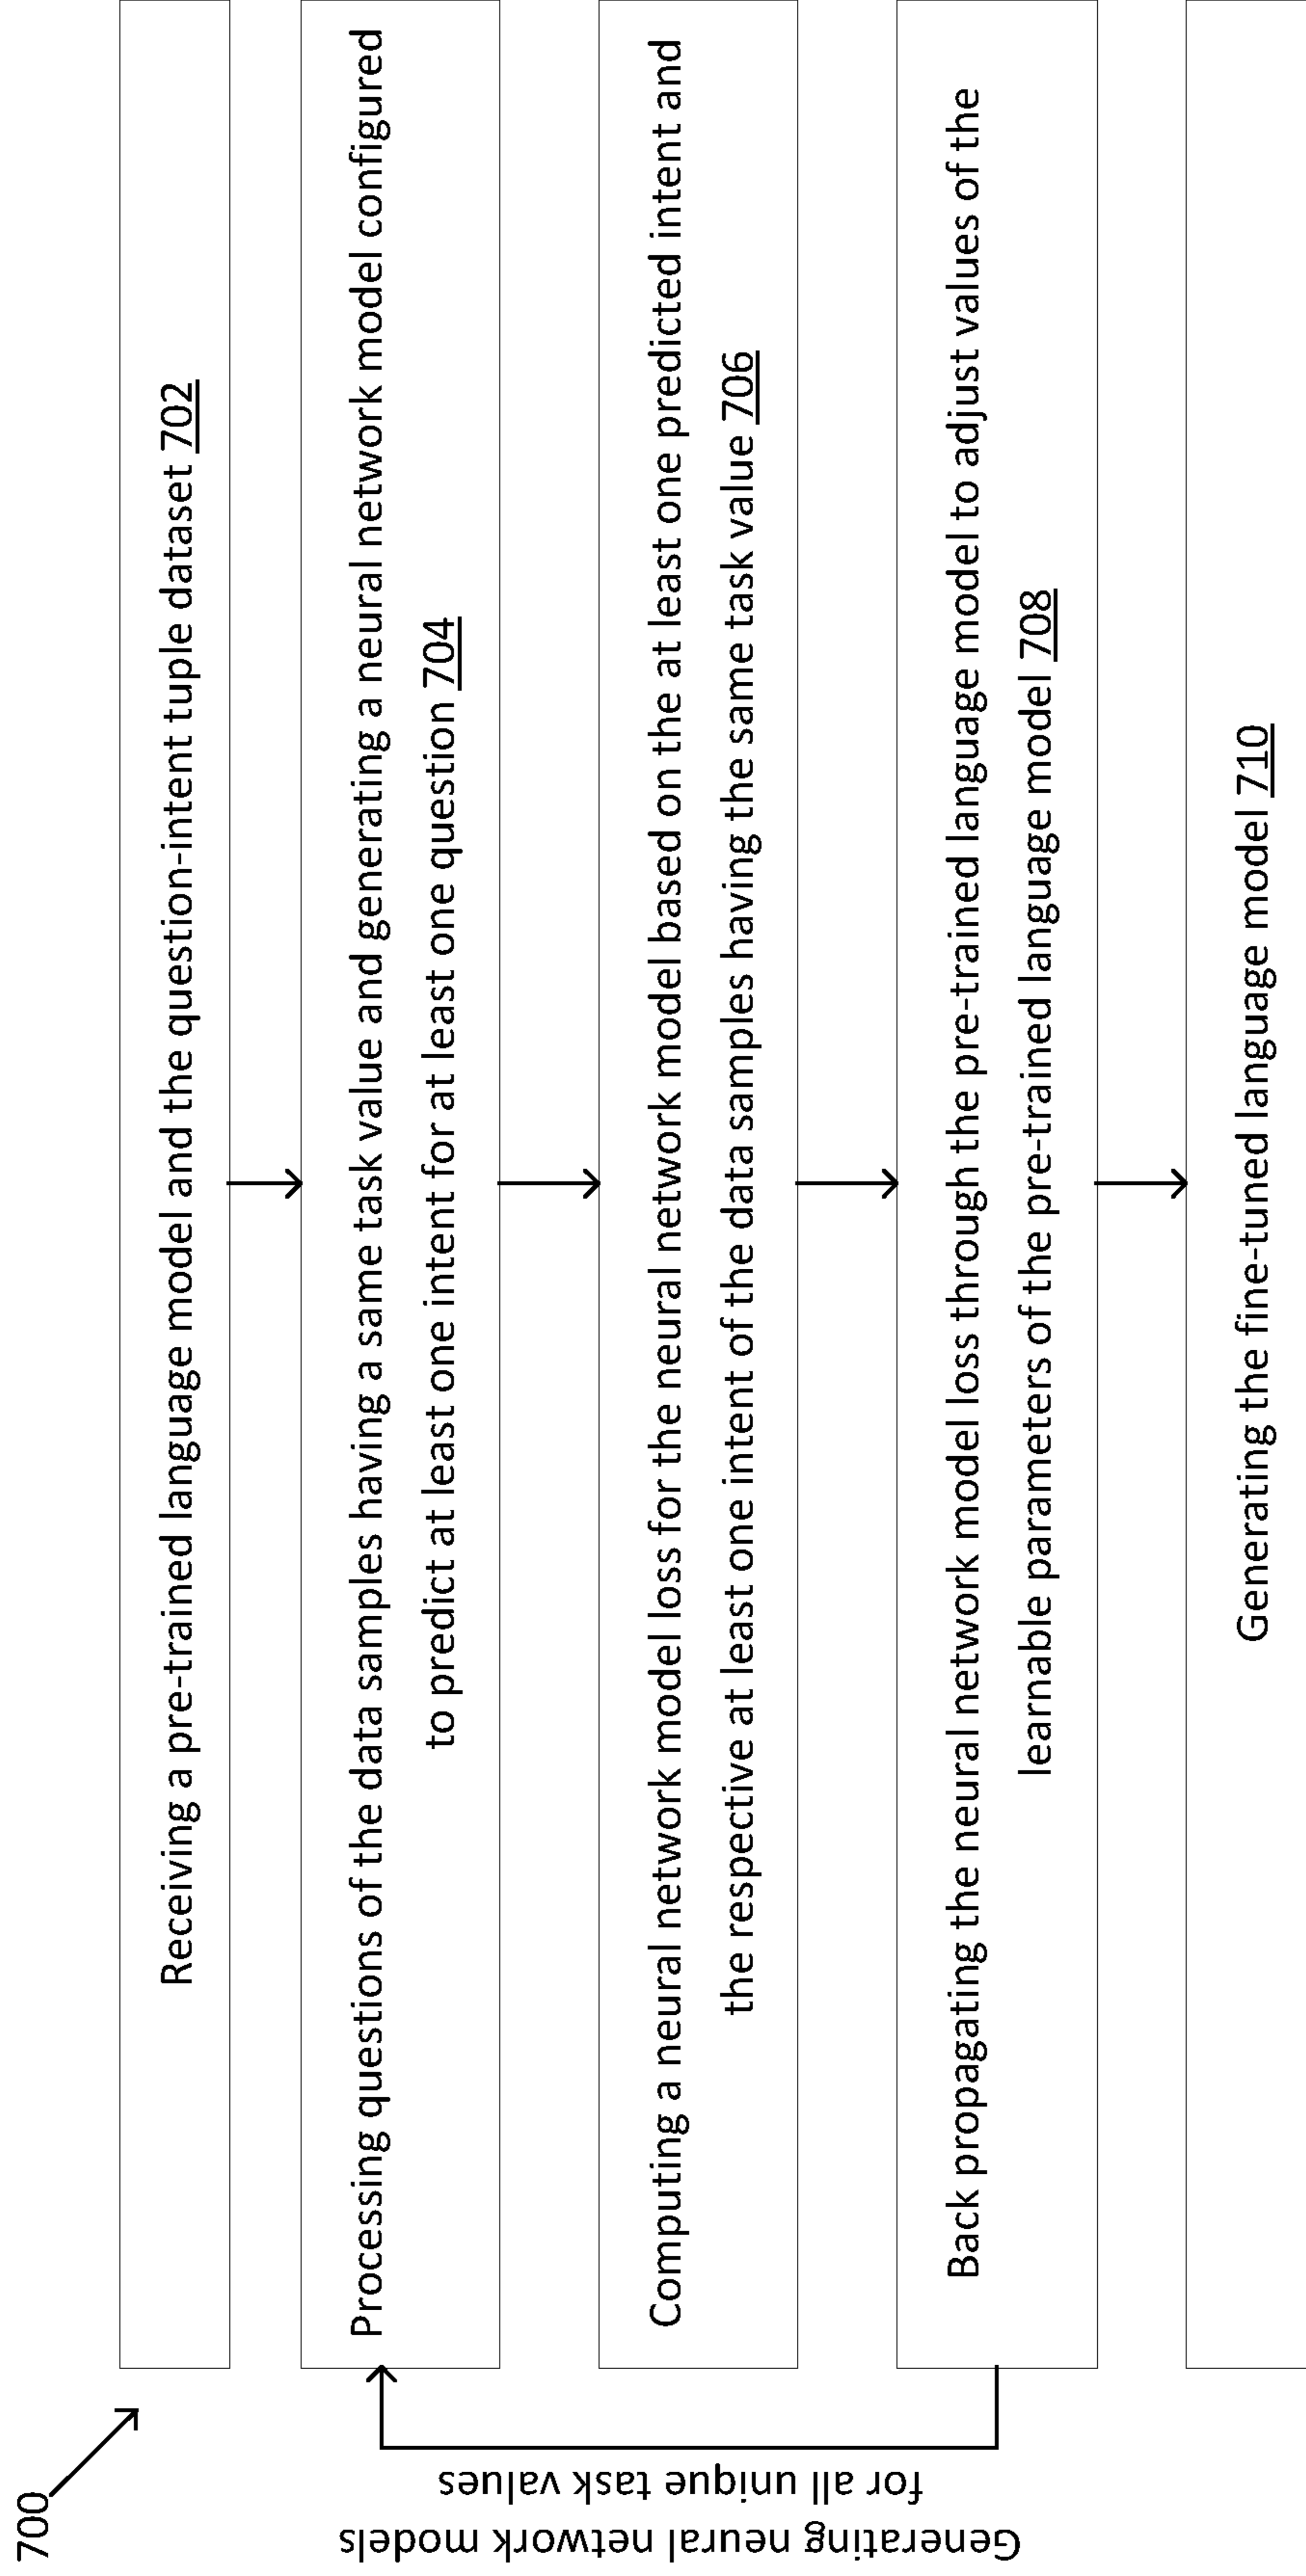 700
Receiving a pre-trained language model and the question-intent tuple dataset 702
Processing questions of the data samples having a same task value and generating a neural network model configured
to predict at least one intent for at least one question 704
Computing a neural network model loss for the neural network model based on the at least one predicted intent and
the respective at least one intent of the data samples having the same task value 706
Back propagating the neural network model loss through the pre-trained language model to adjust values of the
learnable parameters of the pre-trained language model 708
Generating the fine-tuned language model 710
Generating neural network models
for all unique task values